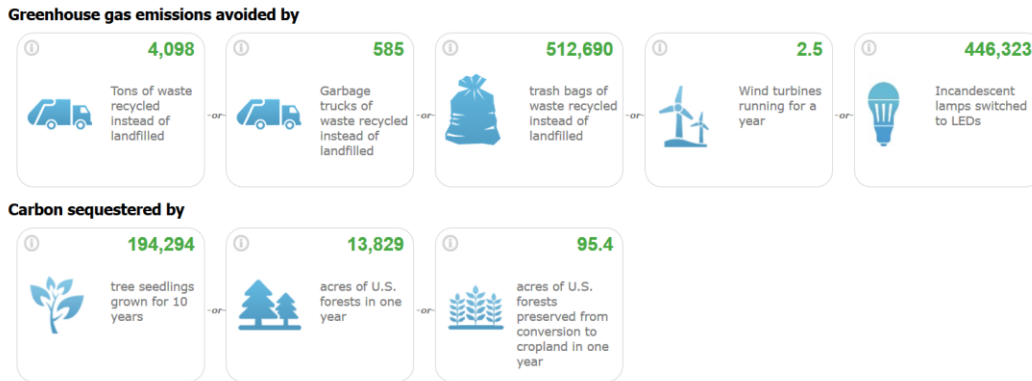 Greenhouse gas emissions avoided by
4,098
Tons of waste
recycled
instead of
landfilled
-or-
585
Garbage
trucks of
waste recycled
instead of
landfilled
-or-
512,690
trash bags of
waste recycled
instead of
landfilled
-or-
2.5
Wind turbines
running for a
year
-or-
446,323
Incandescent
lamps switched
to LEDs
Carbon sequestered by
194,294
tree seedlings
grown for 10
years
-or-
13,829
acres of U.S.
forests in one
year
-or-
95.4
acres of U.S.
forests
preserved from
conversion to
cropland in one
year